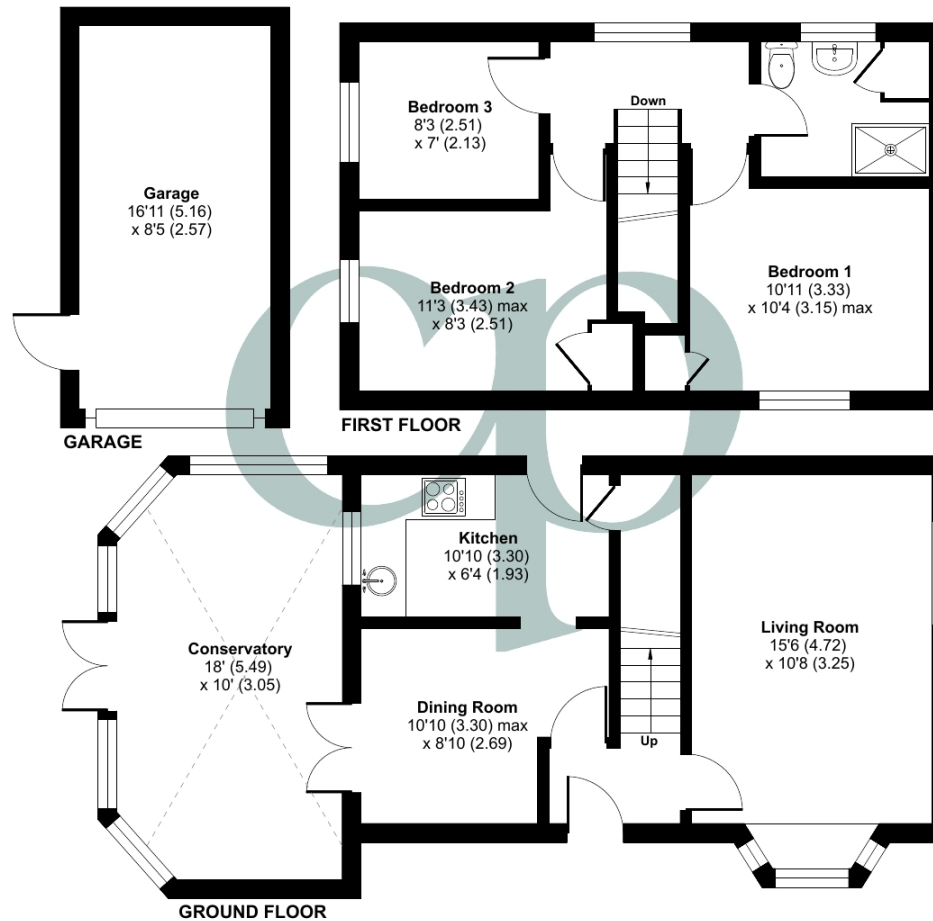 Garage
16'11 (5.16)
x 8'5 (2.57)
GARAGE
Bedroom 3
8'3 (2.51)
x 7' (2.13)
Down
Bedroom 2
11'3 (3.43) max
x 8'3 (2.51)
Bedroom 1
10'11 (3.33)
x 10'4 (3.15) max
FIRST FLOOR
cp
Kitchen
10'10 (3.30)
x 6'4 (1.93)
Conservatory
18' (5.49)
x 10' (3.05)
Dining Room
10'10 (3.30) max
x 8'10 (2.69)
Up
Living Room
15'6 (4.72)
x 10'8 (3.25)
GROUND FLOOR